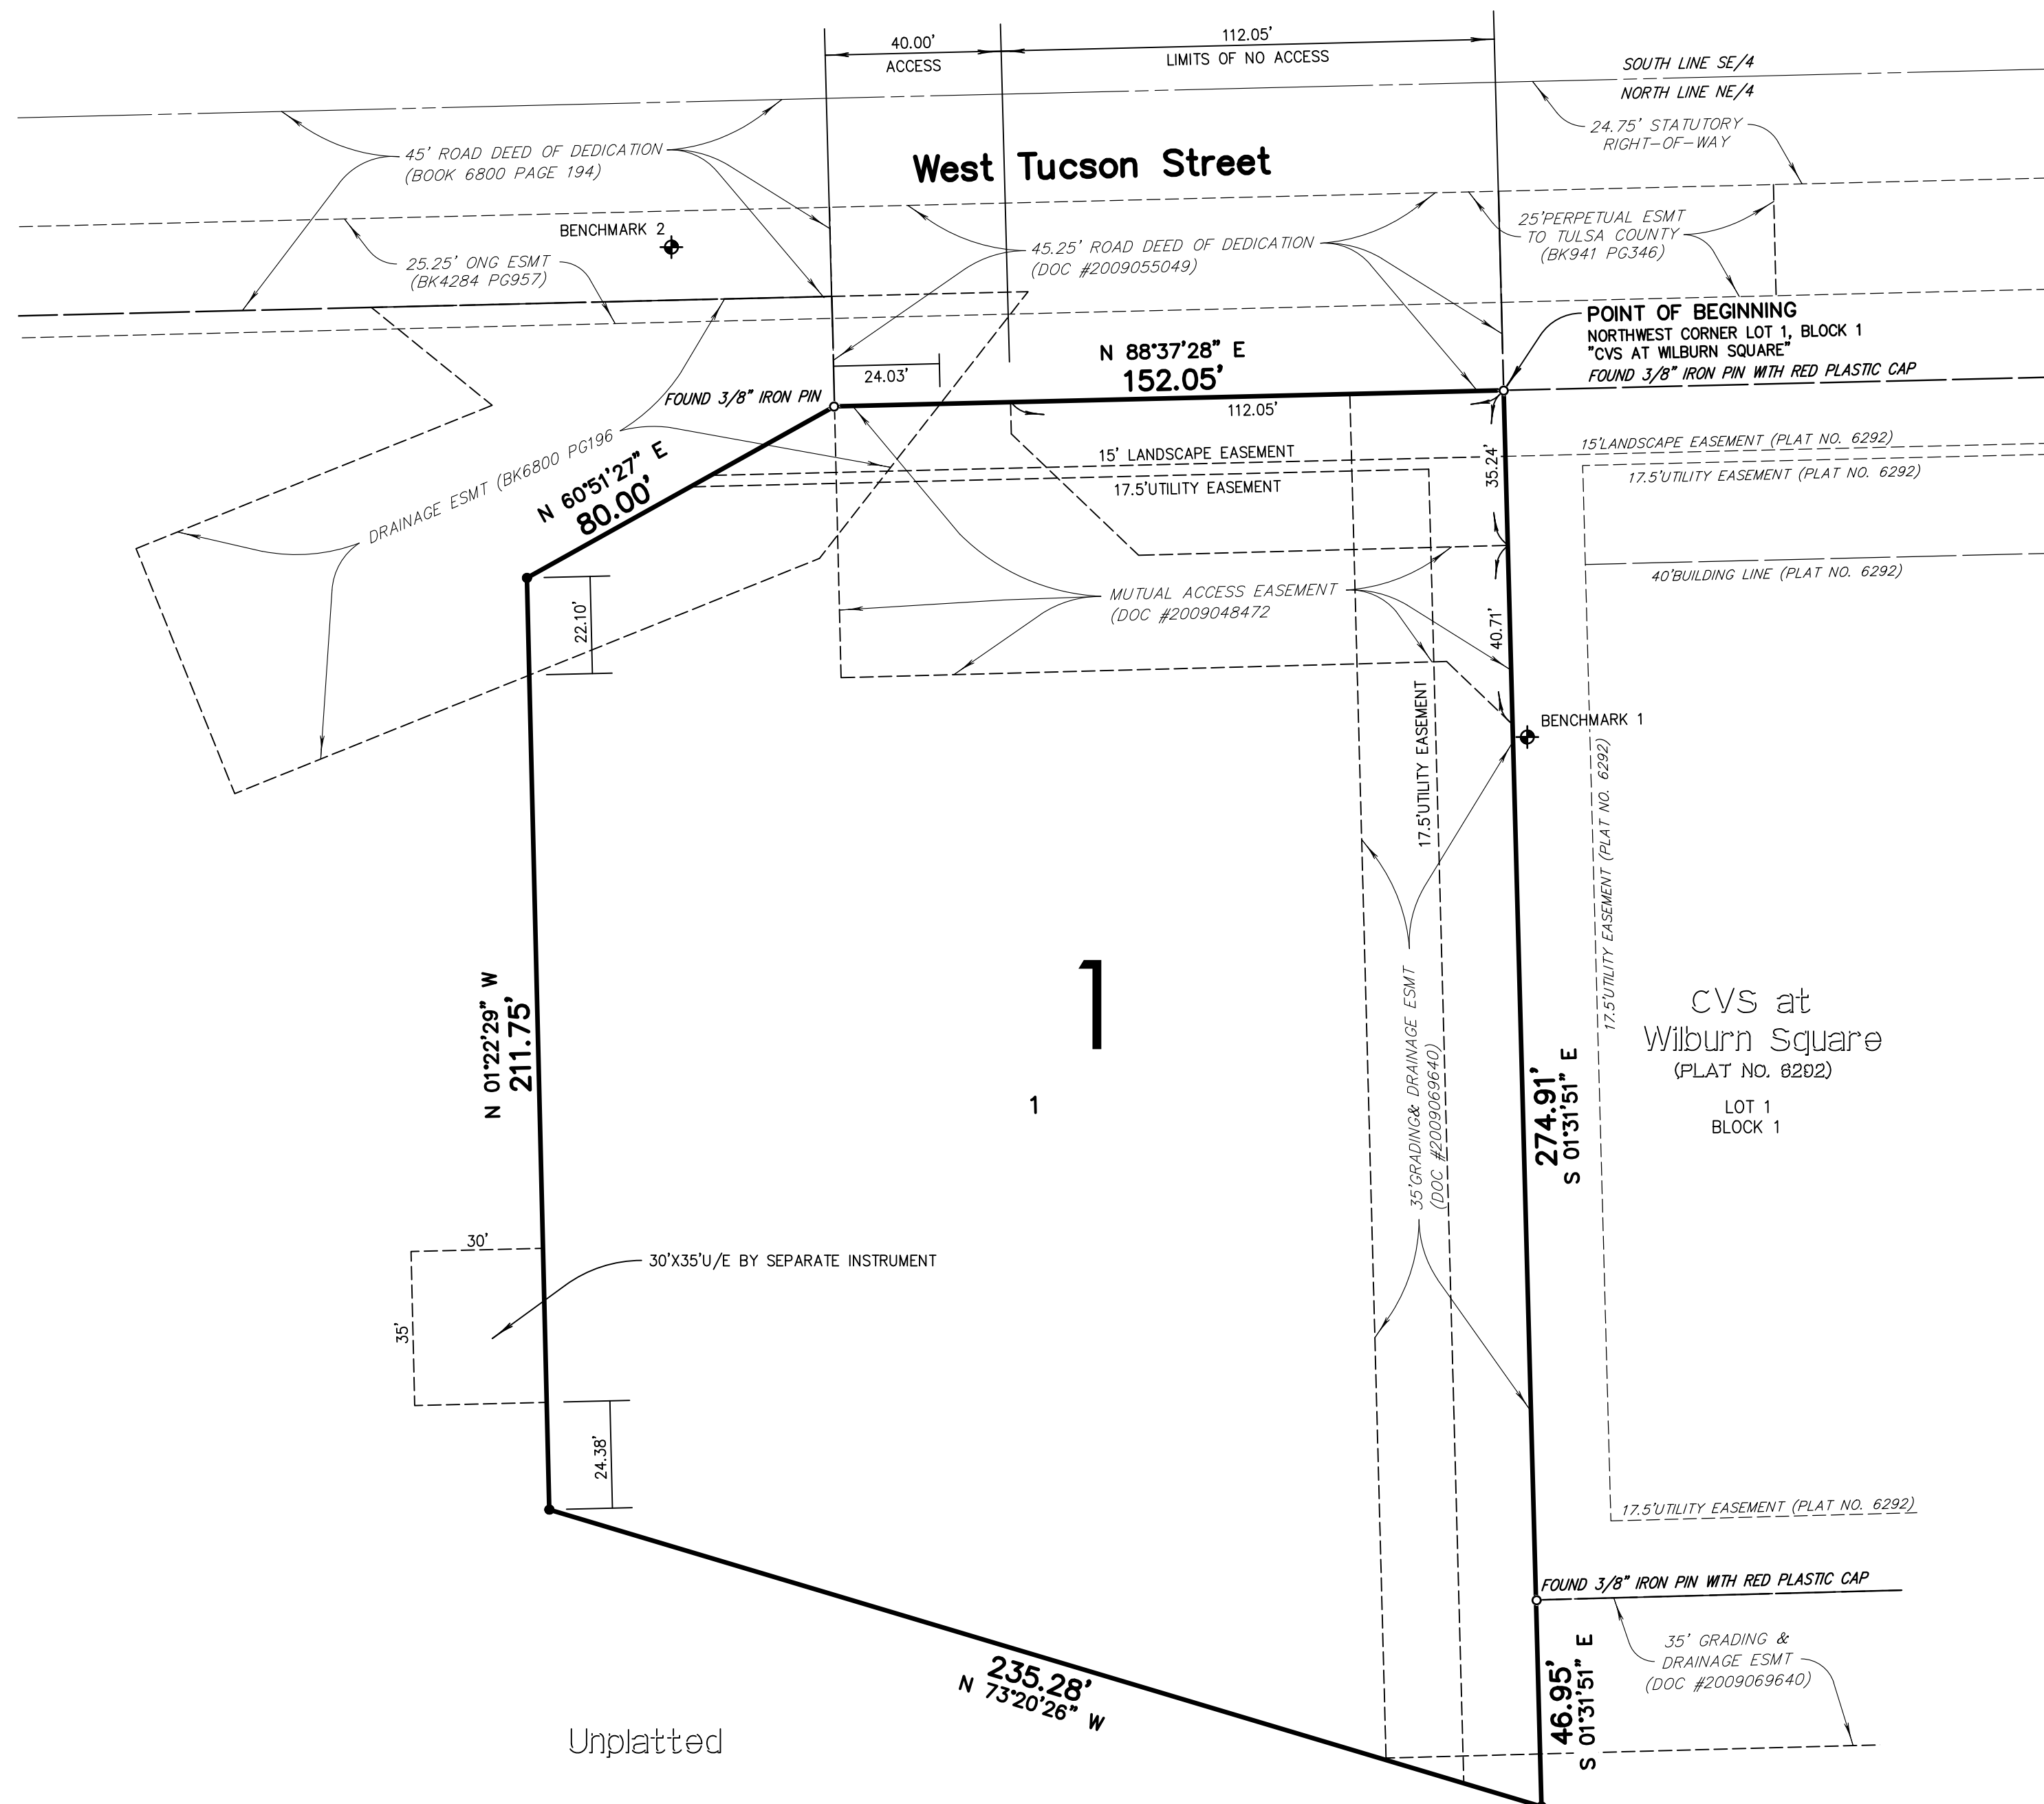 40.00'
ACCESS
112.05'
LIMITS OF NO ACCESS
SOUTH LINE SE/4
NORTH LINE NE/4
24.75' STATUTORY
RIGHT-OF-WAY
45' ROAD DEED OF DEDICATION
(BOOK 6800 PAGE 194)
West Tucson Street
BENCHMARK 2
25.25' ONG ESMT
(BK4284 PG957)
45.25' ROAD DEED OF DEDICATION
(DOC #2009055049)
25'PERPETUAL ESMT
TO TULSA COUNTY
(BK941 PG346)
POINT OF BEGINNING
NORTHWEST CORNER LOT 1, BLOCK 1
"CVS AT WILBURN SQUARE"
FOUND 3/8" IRON PIN WITH RED PLASTIC CAP
N 88°37'28" E
152.05'
24.03'
FOUND 3/8" IRON PIN
112.05'
DRAINAGE ESMT (BK6800 PG196
N 60°51'27" E
80.00'
15' LANDSCAPE EASEMENT
17.5'UTILITY EASEMENT
35.24'
15'LANDSCAPE EASEMENT (PLAT NO. 6292)
17.5'UTILITY EASEMENT (PLAT NO. 6292)
40'BUILDING LINE (PLAT NO. 6292)
22.10'
MUTUAL ACCESS EASEMENT
(DOC #2009048472
40.71'
17.5'UTILITY EASEMENT
BENCHMARK 1
17.5'UTILITY EASEMENT (PLAT NO. 6292)
N 01°22'29" W
211.75'
1
1
35'GRADING& DRAINAGE ESMT
(DOC #2009069640)
274.91'
S 01°31'51" E
CVS at
Wilburn Square
(PLAT NO. 6292)
LOT 1
BLOCK 1
30'
30'X35'U/E BY SEPARATE INSTRUMENT
35'
24.38'
17.5'UTILITY EASEMENT (PLAT NO. 6292)
FOUND 3/8" IRON PIN WITH RED PLASTIC CAP
35' GRADING &
DRAINAGE ESMT
(DOC #2009069640)
46.95'
S 01°31'51" E
235.28'
N 73°20'26" W
Unplatted